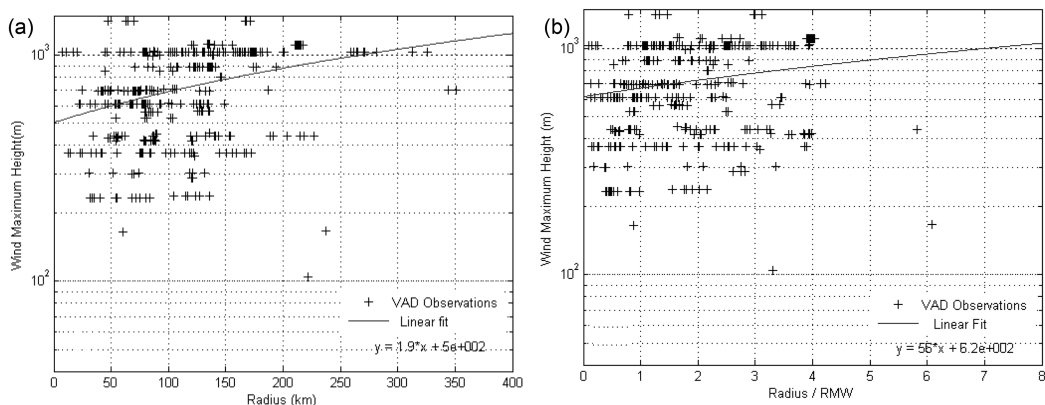 (a)
Wind Maximum Height(m)
10^3
10^2
VAD Observations
Linear fit
y = 1.9*x + 5e+002
0 50 100 150 200 250 300 350 400
Radius (km)
(b)
Wind Maximum Height (m)
10^3
10^2
VAD Observations
Linear Fit
y = 55*x + 6.2e+002
0 1 2 3 4 5 6 7 8
Radius / RMW